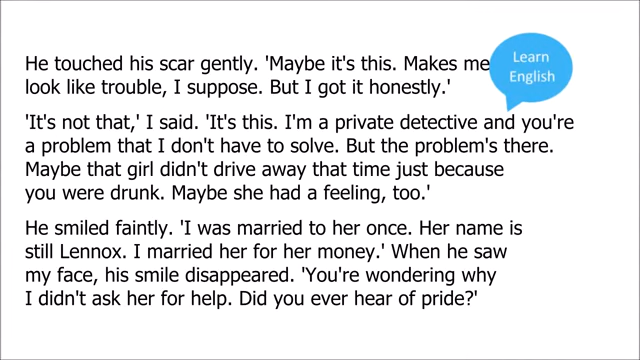 He touched his scar gently. 'Maybe it's this. Makes me
look like trouble, I suppose. But I got it honestly.'
Learn
English
'It's not that,' I said. 'It's this. I'm a private detective and you're
a problem that I don't have to solve. But the problem's there.
Maybe that girl didn't drive away that time just because
you were drunk. Maybe she had a feeling, too.'
He smiled faintly. 'I was married to her once. Her name is
still Lennox. I married her for her money.' When he saw
my face, his smile disappeared. 'You're wondering why
I didn't ask her for help. Did you ever hear of pride?'